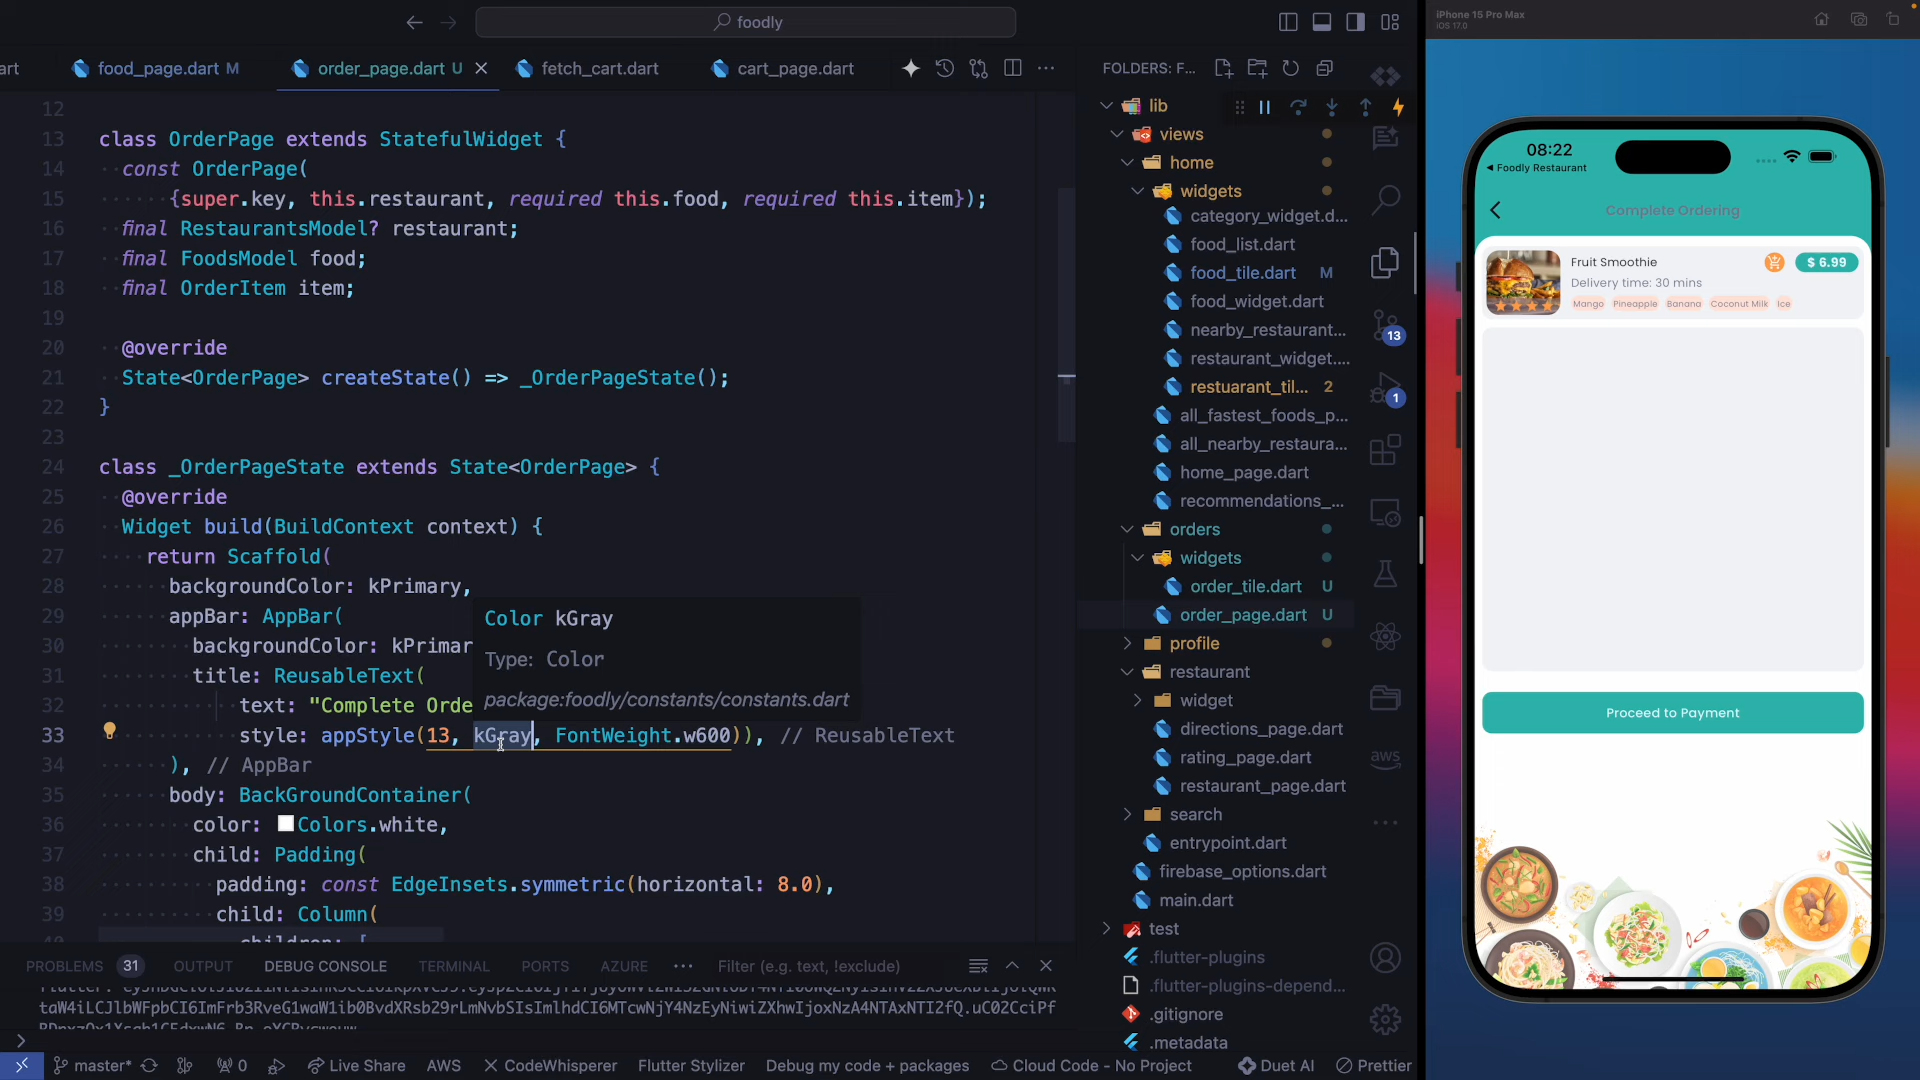 foodly
art
food_page.dart M
order_page.dart U
fetch_cart.dart
cart_page.dart
12
13 class OrderPage extends StatefulWidget {
14 const OrderPage(
15 {super.key, this.restaurant, required this.food, required this.item});
16 final RestaurantsModel? restaurant;
17 final FoodsModel food;
18 final OrderItem item;
19
20 @override
21 State<OrderPage> createState() => _OrderPageState();
22 }
23
24 class _OrderPageState extends State<OrderPage> {
25 @override
26 Widget build(BuildContext context) {
27 return Scaffold(
28 backgroundColor: kPrimary,
29 appBar: AppBar(
30 backgroundColor: kPrimar
31 title: ReusableText(
32 text: "Complete Orde
33 style: appStyle(13, kGray, FontWeight.w600)), // ReusableText
34 ), // AppBar
35 body: BackGroundContainer(
36 color: Colors.white,
37 child: Padding(
38 padding: const EdgeInsets.symmetric(horizontal: 8.0),
39 child: Column(
Color kGray
Type: Color
package:foodly/constants/constants.dart
PROBLEMS 31 OUTPUT DEBUG CONSOLE TERMINAL PORTS AZURE
Filter (e.g. text, !exclude)
master* 0 Live Share AWS CodeWhisperer Flutter Stylizer Debug my code + packages Cloud Code - No Project Duet AI Prettier
FOLDERS: F...
lib
views
home
widgets
category_widget.d...
food_list.dart
food_tile.dart M
food_widget.dart
nearby_restaurant...
restaurant_widget....
restuarant_til... 2
all_fastest_foods_p...
all_nearby_restaura...
home_page.dart
recommendations_...
orders
widgets
order_tile.dart U
order_page.dart U
profile
restaurant
widget
directions_page.dart
rating_page.dart
restaurant_page.dart
search
entrypoint.dart
firebase_options.dart
main.dart
test
.flutter-plugins
.flutter-plugins-depend...
.gitignore
.metadata
13
1
aws
iPhone 15 Pro Max
iOS 17.0
08:22
Foodly Restaurant
Complete Ordering
Fruit Smoothie
$ 6.99
Delivery time: 30 mins
Mango Pineapple Banana Coconut Milk Ice
Proceed to Payment